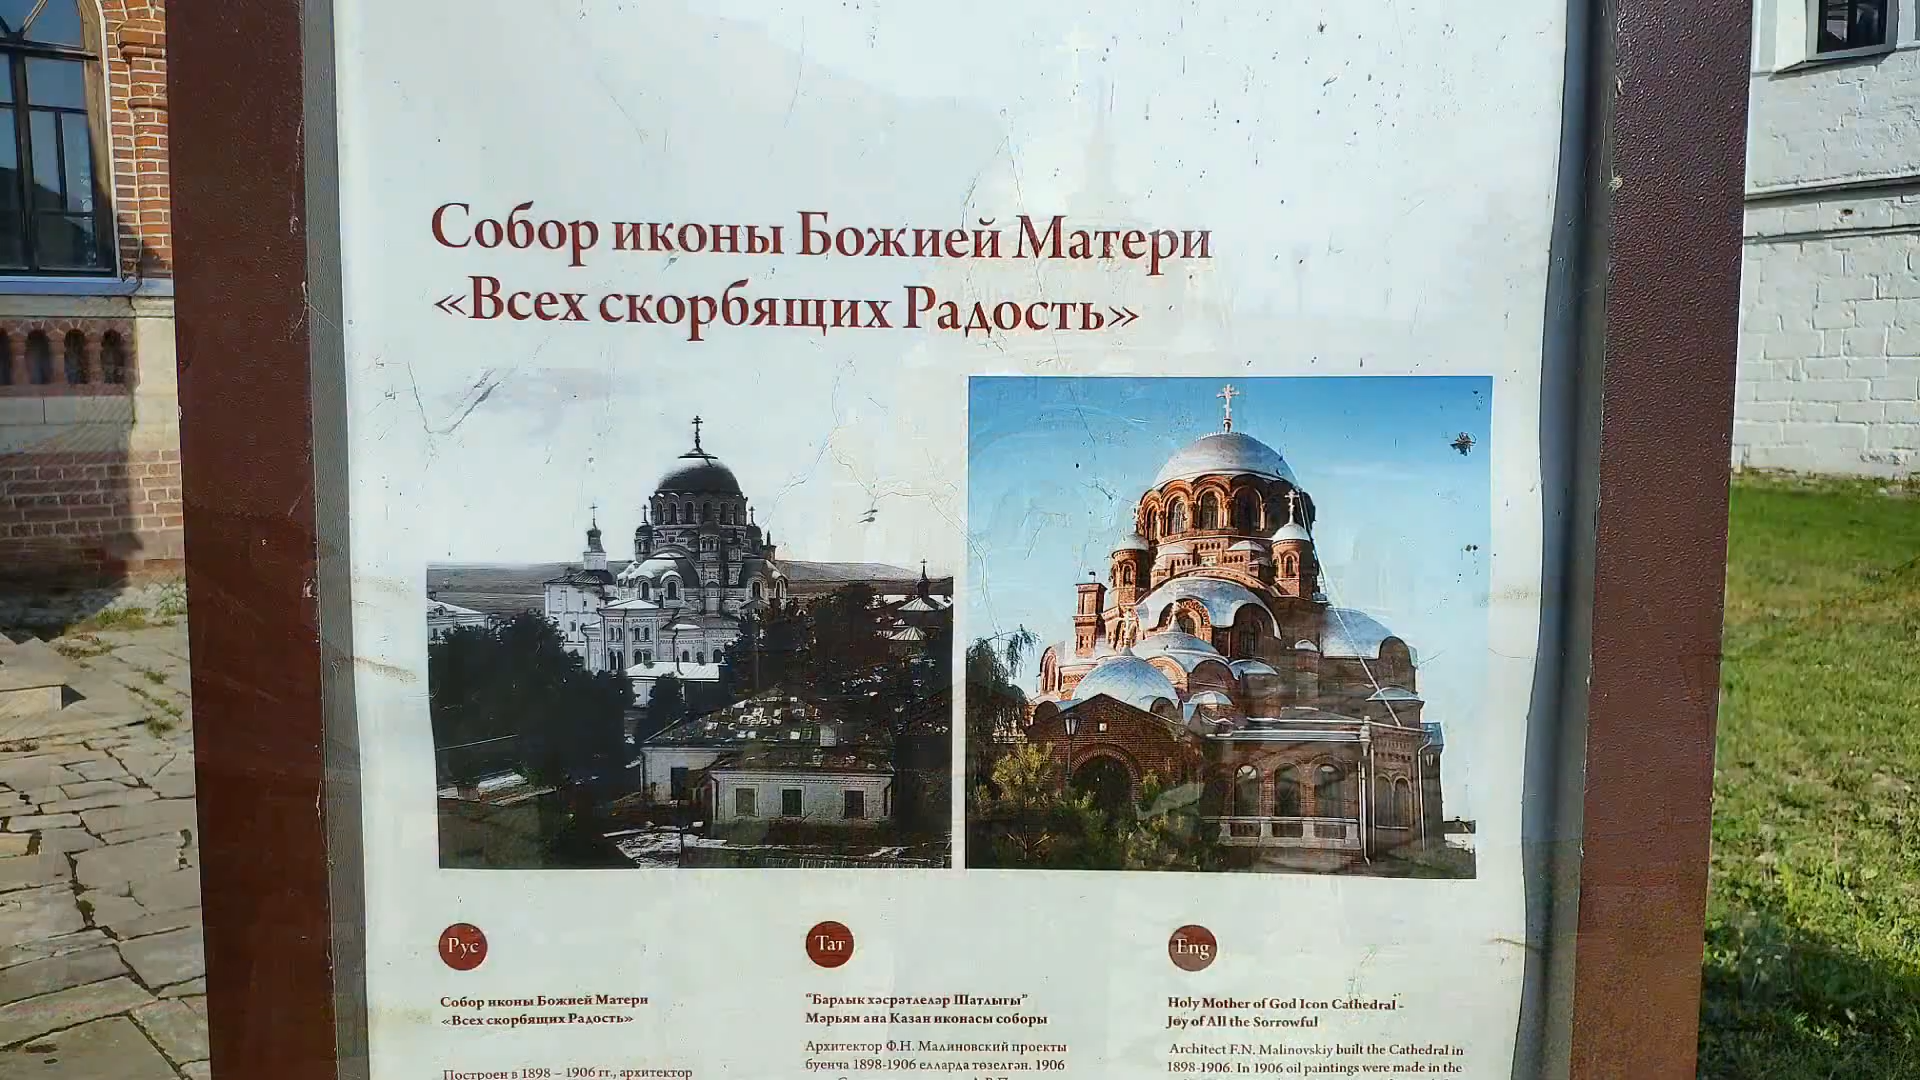 Собор иконы Божией Матери
«Всех скорбящих Радость»
Рус
Собор иконы Божией Матери
«Всех скорбящих Радость»
Построен в 1898 – 1906 гг., архитектор
Тат
“Барлык хәсрәтлеләр Шатлыгы”
Мәрьям ана Казан иконасы соборы
Архитектор Ф.Н. Малиновский проекты
буенча 1898-1906 елларда төзелгән. 1906
Eng
Holy Mother of God Icon Cathedral -
Joy of All the Sorrowful
Architect F.N. Malinovskiy built the Cathedral in
1898-1906. In 1906 oil paintings were made in the